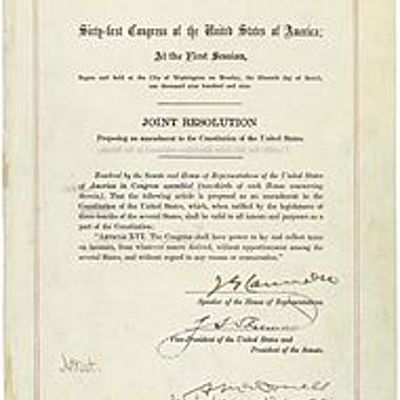 Sixty-first Congress of the United States of America;
At the First Session,
Begun and held at the City of Washington on Monday, the fifteenth day of March,
one thousand nine hundred and nine.
JOINT RESOLUTION
Proposing an amendment to the Constitution of the United States.
Resolved by the Senate and House of Representatives of the United States
of America in Congress assembled (two-thirds of each House concurring
therein), That the following article is proposed as an amendment to the
Constitution of the United States, which, when ratified by the legislatures of
three-fourths of the several States, shall be valid to all intents and purposes as a
part of the Constitution:
"ARTICLE XVI. The Congress shall have power to lay and collect taxes
on incomes, from whatever source derived, without apportionment among the
several States, and without regard to any census or enumeration."
Speaker of the House of Representatives
Vice-President of the United States and
President of the Senate.
Attest.